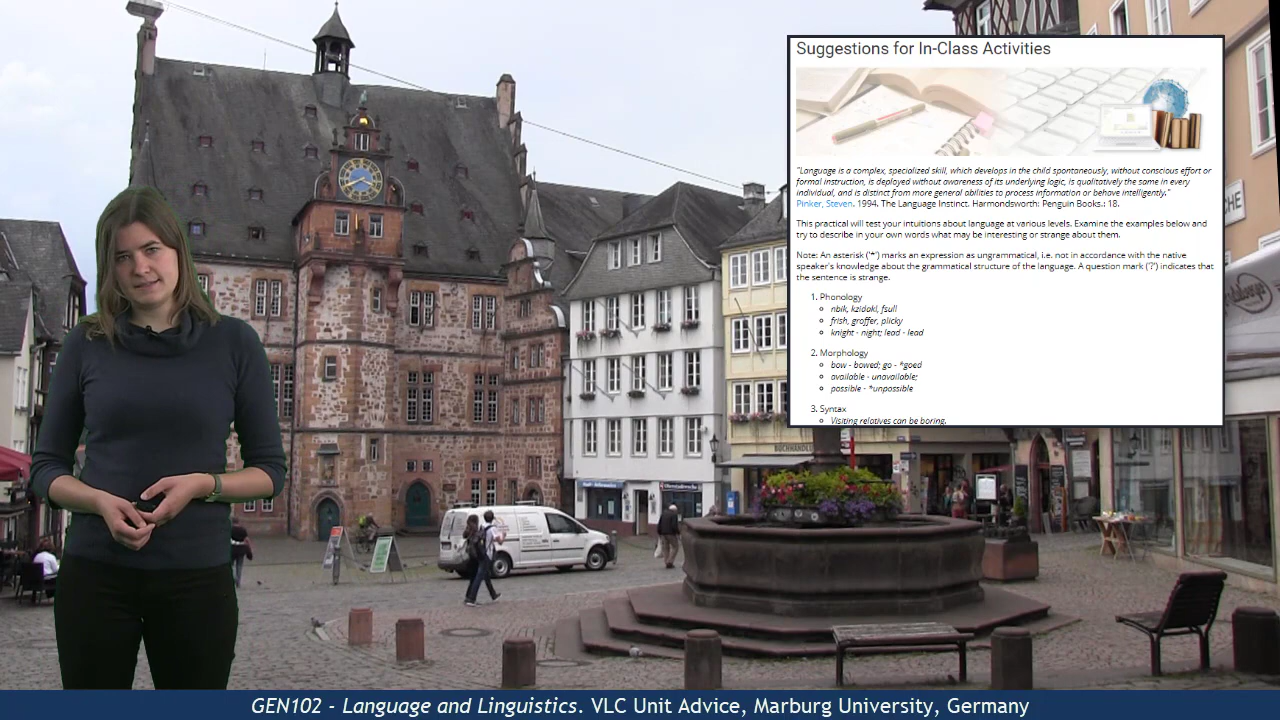 Suggestions for In-Class Activities
"Language is a complex, specialized skill, which develops in the child spontaneously, without conscious effort or
formal instruction, is deployed without awareness of its underlying logic, is qualitatively the same in every
individual, and is distinct from more general abilities to process information or behave intelligently."
Pinker, Steven. 1994. The Language Instinct. Harmondsworth: Penguin Books.: 18.
This practical will test your intuitions about language at various levels. Examine the examples below and
try to describe in your own words what may be interesting or strange about them.
Note: An asterisk ('*') marks an expression as ungrammatical, i.e. not in accordance with the native
speaker's knowledge about the grammatical structure of the language. A question mark ('?') indicates that
the sentence is strange.
1. Phonology
nbik, kzidaki, fsull
frish, groffer, plicky
knight - night; lead - lead
2. Morphology
bow - bowed; go - *goed
available - unavailable;
possible - *unpossible
3. Syntax
Visiting relatives can be boring.
CHE
BUCHHANDL
GEN102 - Language and Linguistics. VLC Unit Advice, Marburg University, Germany